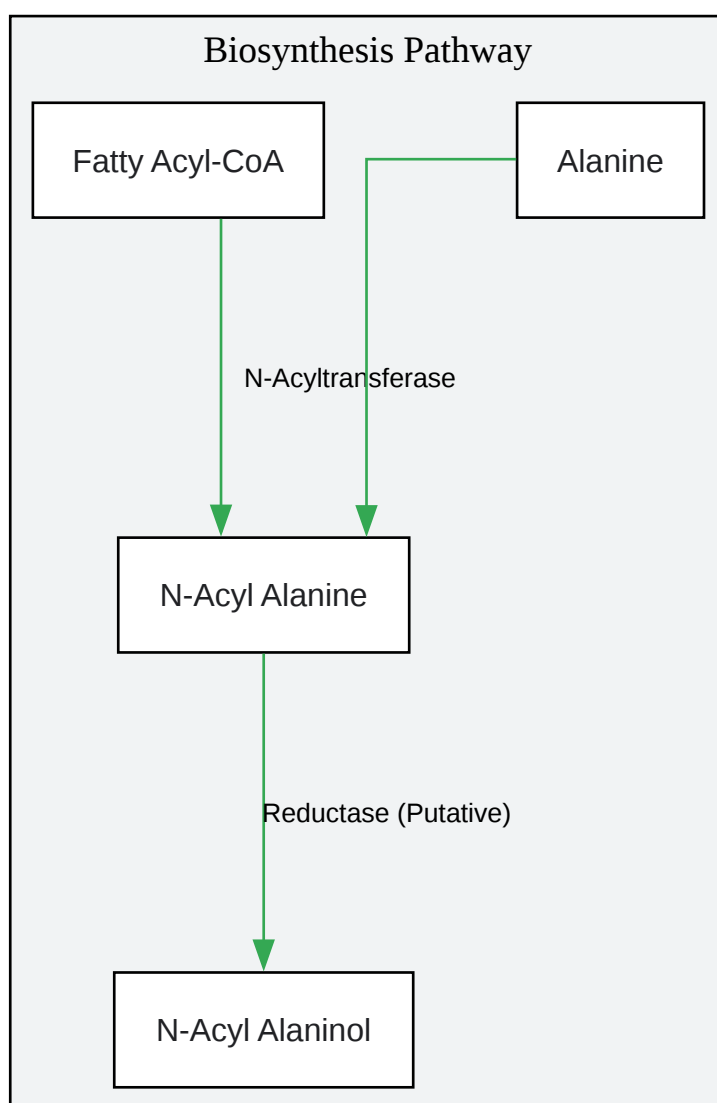 Biosynthesis Pathway
Fatty Acyl-CoA
Alanine
N-Acyltransferase
N-Acyl Alanine
Reductase (Putative)
N-Acyl Alaninol